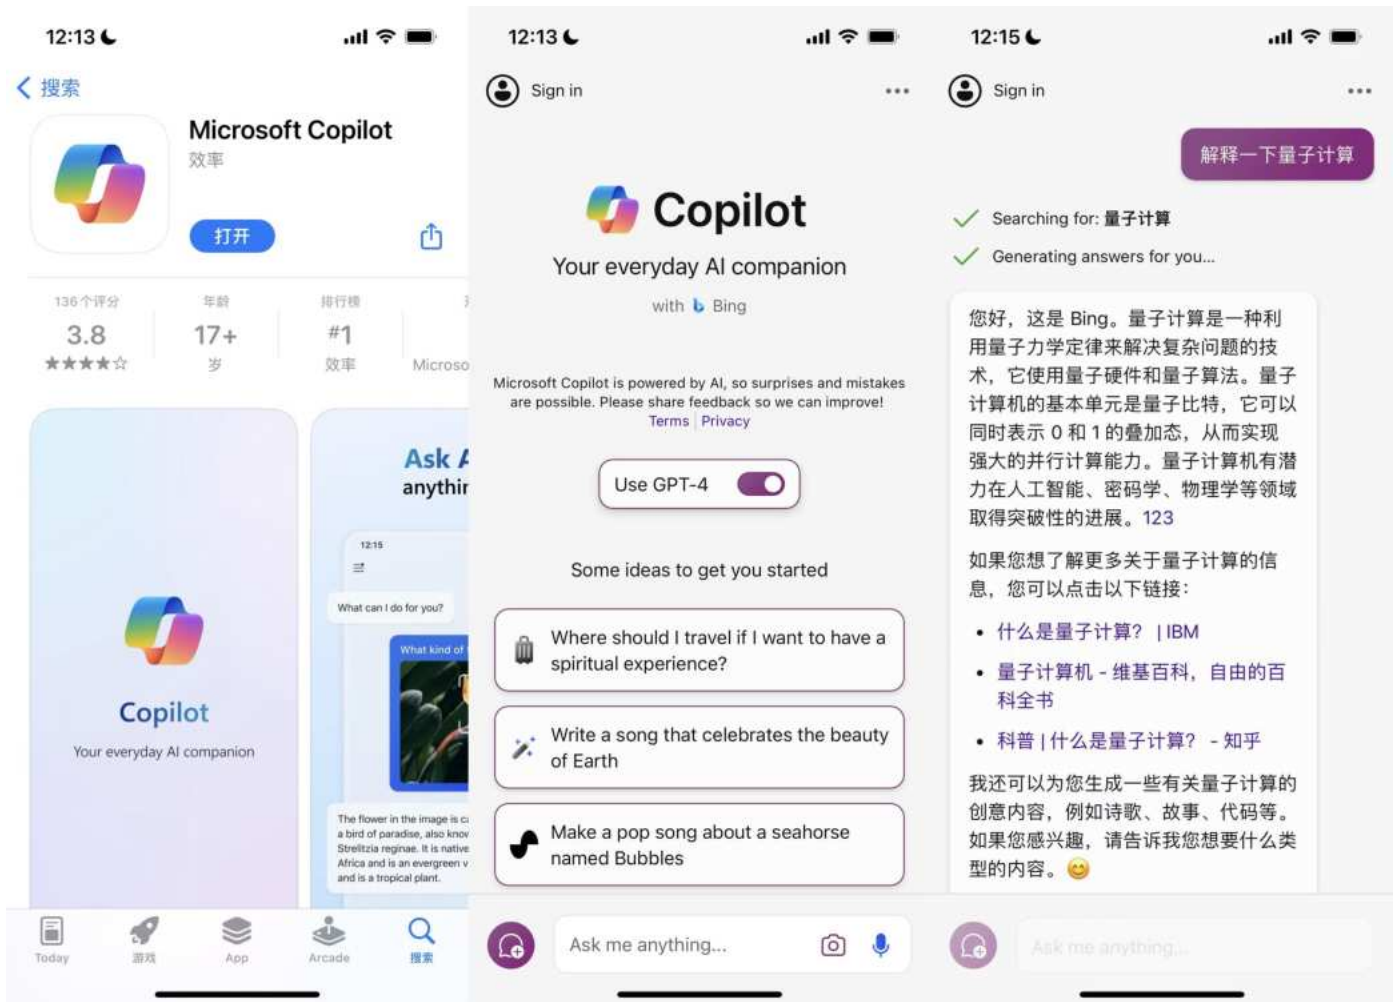 12:13
搜索
Microsoft Copilot
效率
打开
136个评分
年龄
排行榜
3.8
17+
#1
岁
效率
Microso
Copilot
Your everyday AI companion
Ask A
anythin
12:15
What can I do for you?
What kind of
The flower in the image is ca
a bird of paradise, also know
Strelitzia reginae. It is native
Africa and is an evergreen v
and is a tropical plant.
Today
游戏
App
Arcade
搜索
12:13
Sign in
Copilot
Your everyday AI companion
with Bing
Microsoft Copilot is powered by AI, so surprises and mistakes
are possible. Please share feedback so we can improve!
Terms | Privacy
Use GPT-4
Some ideas to get you started
Where should I travel if I want to have a
spiritual experience?
Write a song that celebrates the beauty
of Earth
Make a pop song about a seahorse
named Bubbles
Ask me anything...
12:15
Sign in
解释一下量子计算
Searching for: 量子计算
Generating answers for you...
您好，这是 Bing。量子计算是一种利
用量子力学定律来解决复杂问题的技
术，它使用量子硬件和量子算法。量子
计算机的基本单元是量子比特，它可以
同时表示 0 和 1 的叠加态，从而实现
强大的并行计算能力。量子计算机有潜
力在人工智能、密码学、物理学等领域
取得突破性的进展。123
如果您想了解更多关于量子计算的信
息，您可以点击以下链接：
• 什么是量子计算？ | IBM
• 量子计算机 - 维基百科，自由的百
科全书
• 科普 | 什么是量子计算？ - 知乎
我还可以为您生成一些有关量子计算的
创意内容，例如诗歌、故事、代码等。
如果您感兴趣，请告诉我您想要什么类
型的内容。😊
Ask me anything...